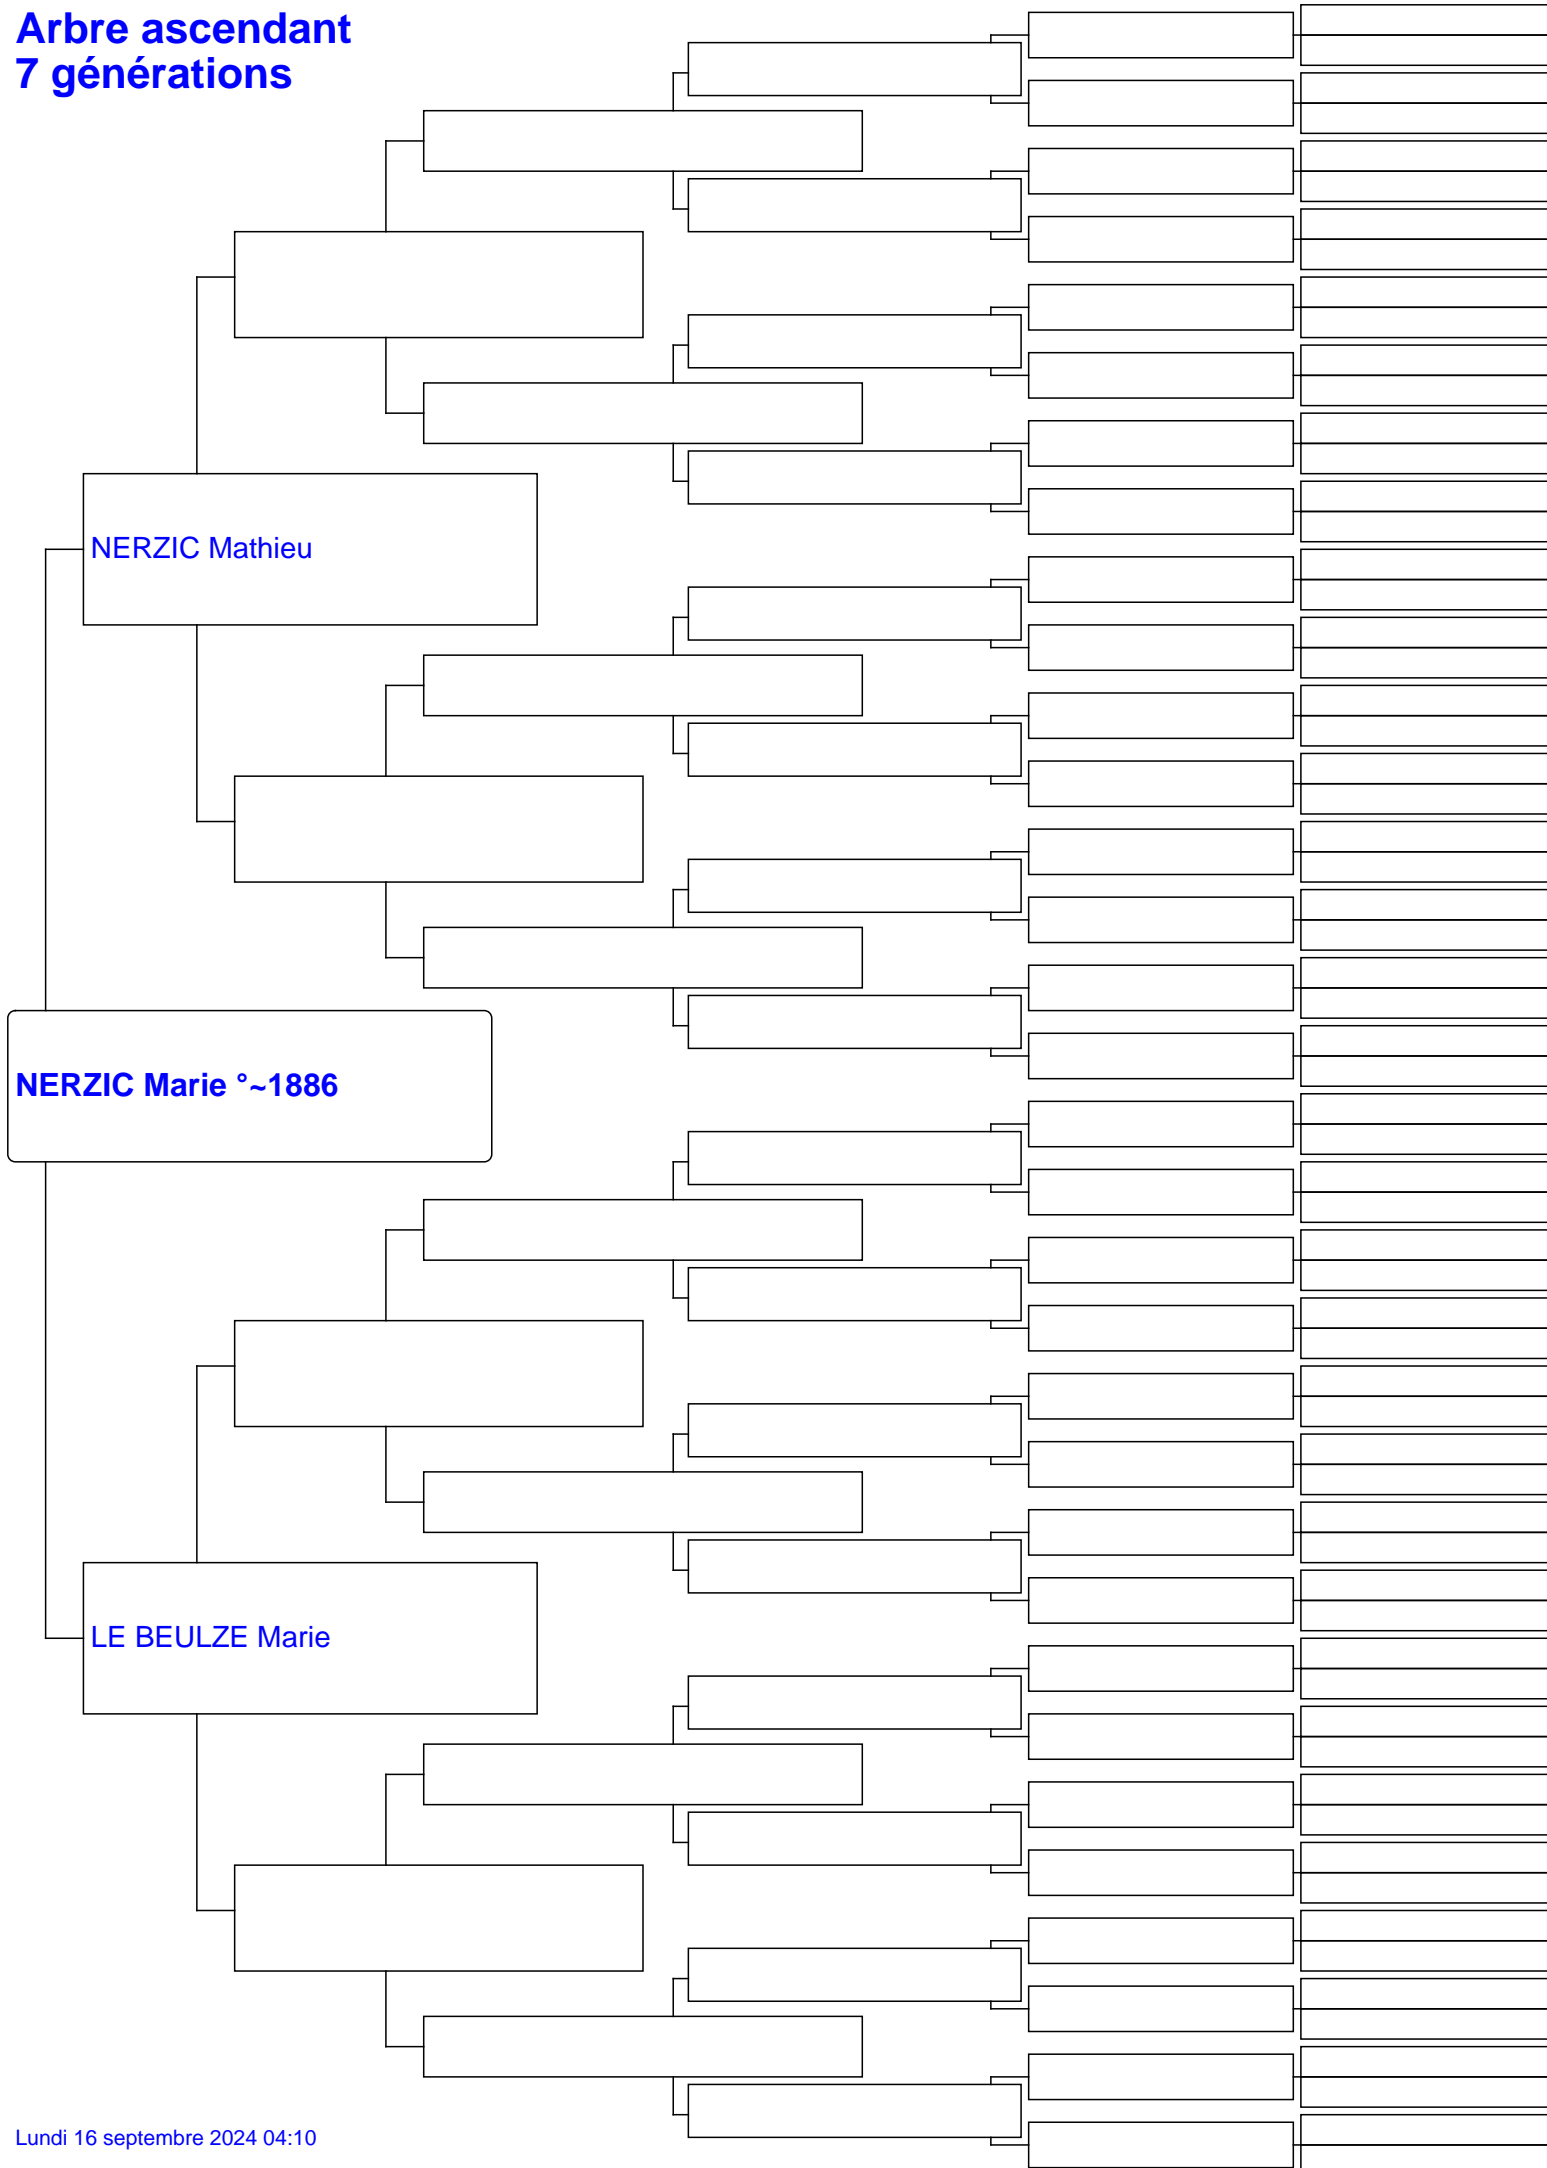 Arbre ascendant
7 générations
NERZIC Mathieu
NERZIC Marie °~1886
LE BEULZE Marie
Lundi 16 septembre 2024 04:10